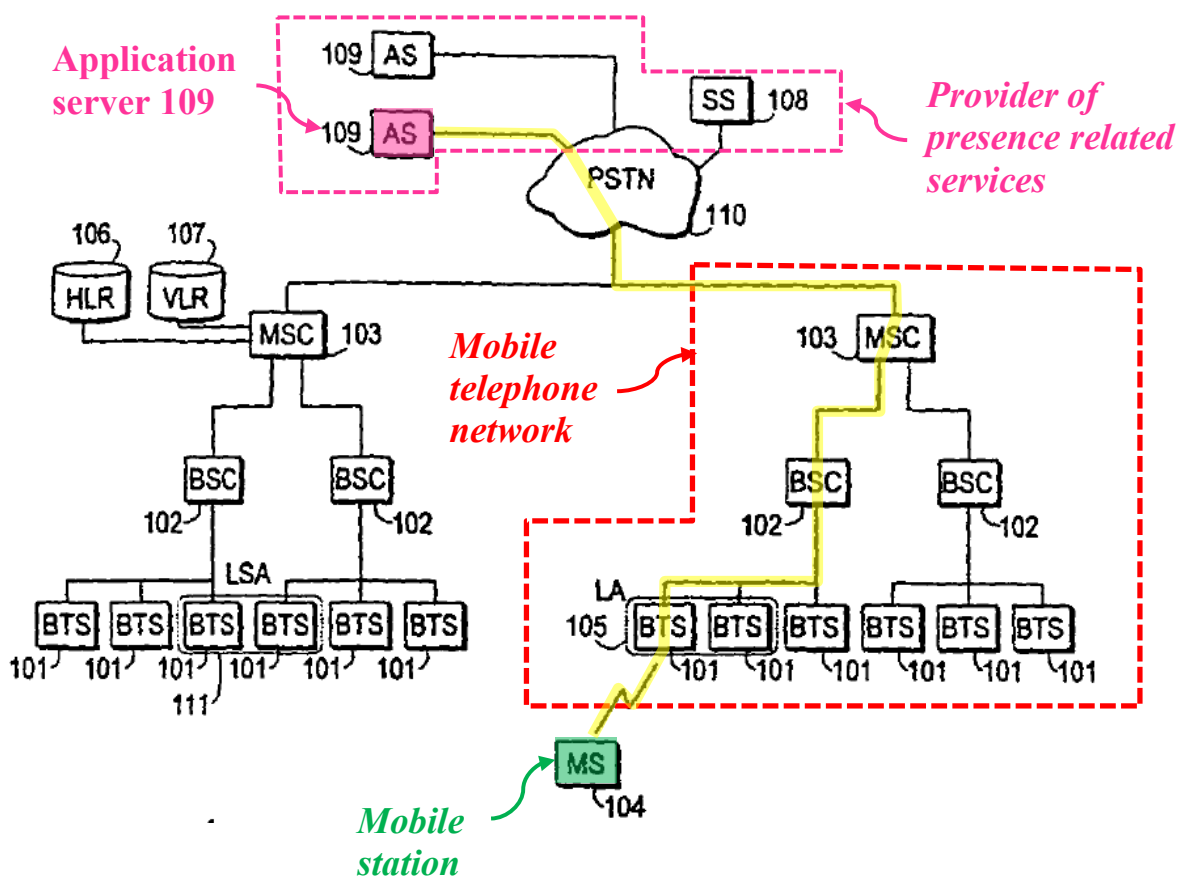 Application
server 109
109 AS
109 AS
SS 108
Provider of
presence related
services
PSTN
110
106
107
HLR
VLR
MSC 103
103 MSC
Mobile
telephone
network
BSC
102
BSC
102
BSC
102
BSC
102
LSA
LA
105
BTS BTS BTS BTS BTS BTS
101 101 101 101 101 101
111
BTS BTS BTS BTS BTS BTS
101 101 101 101 101 101
MS
104
Mobile
station